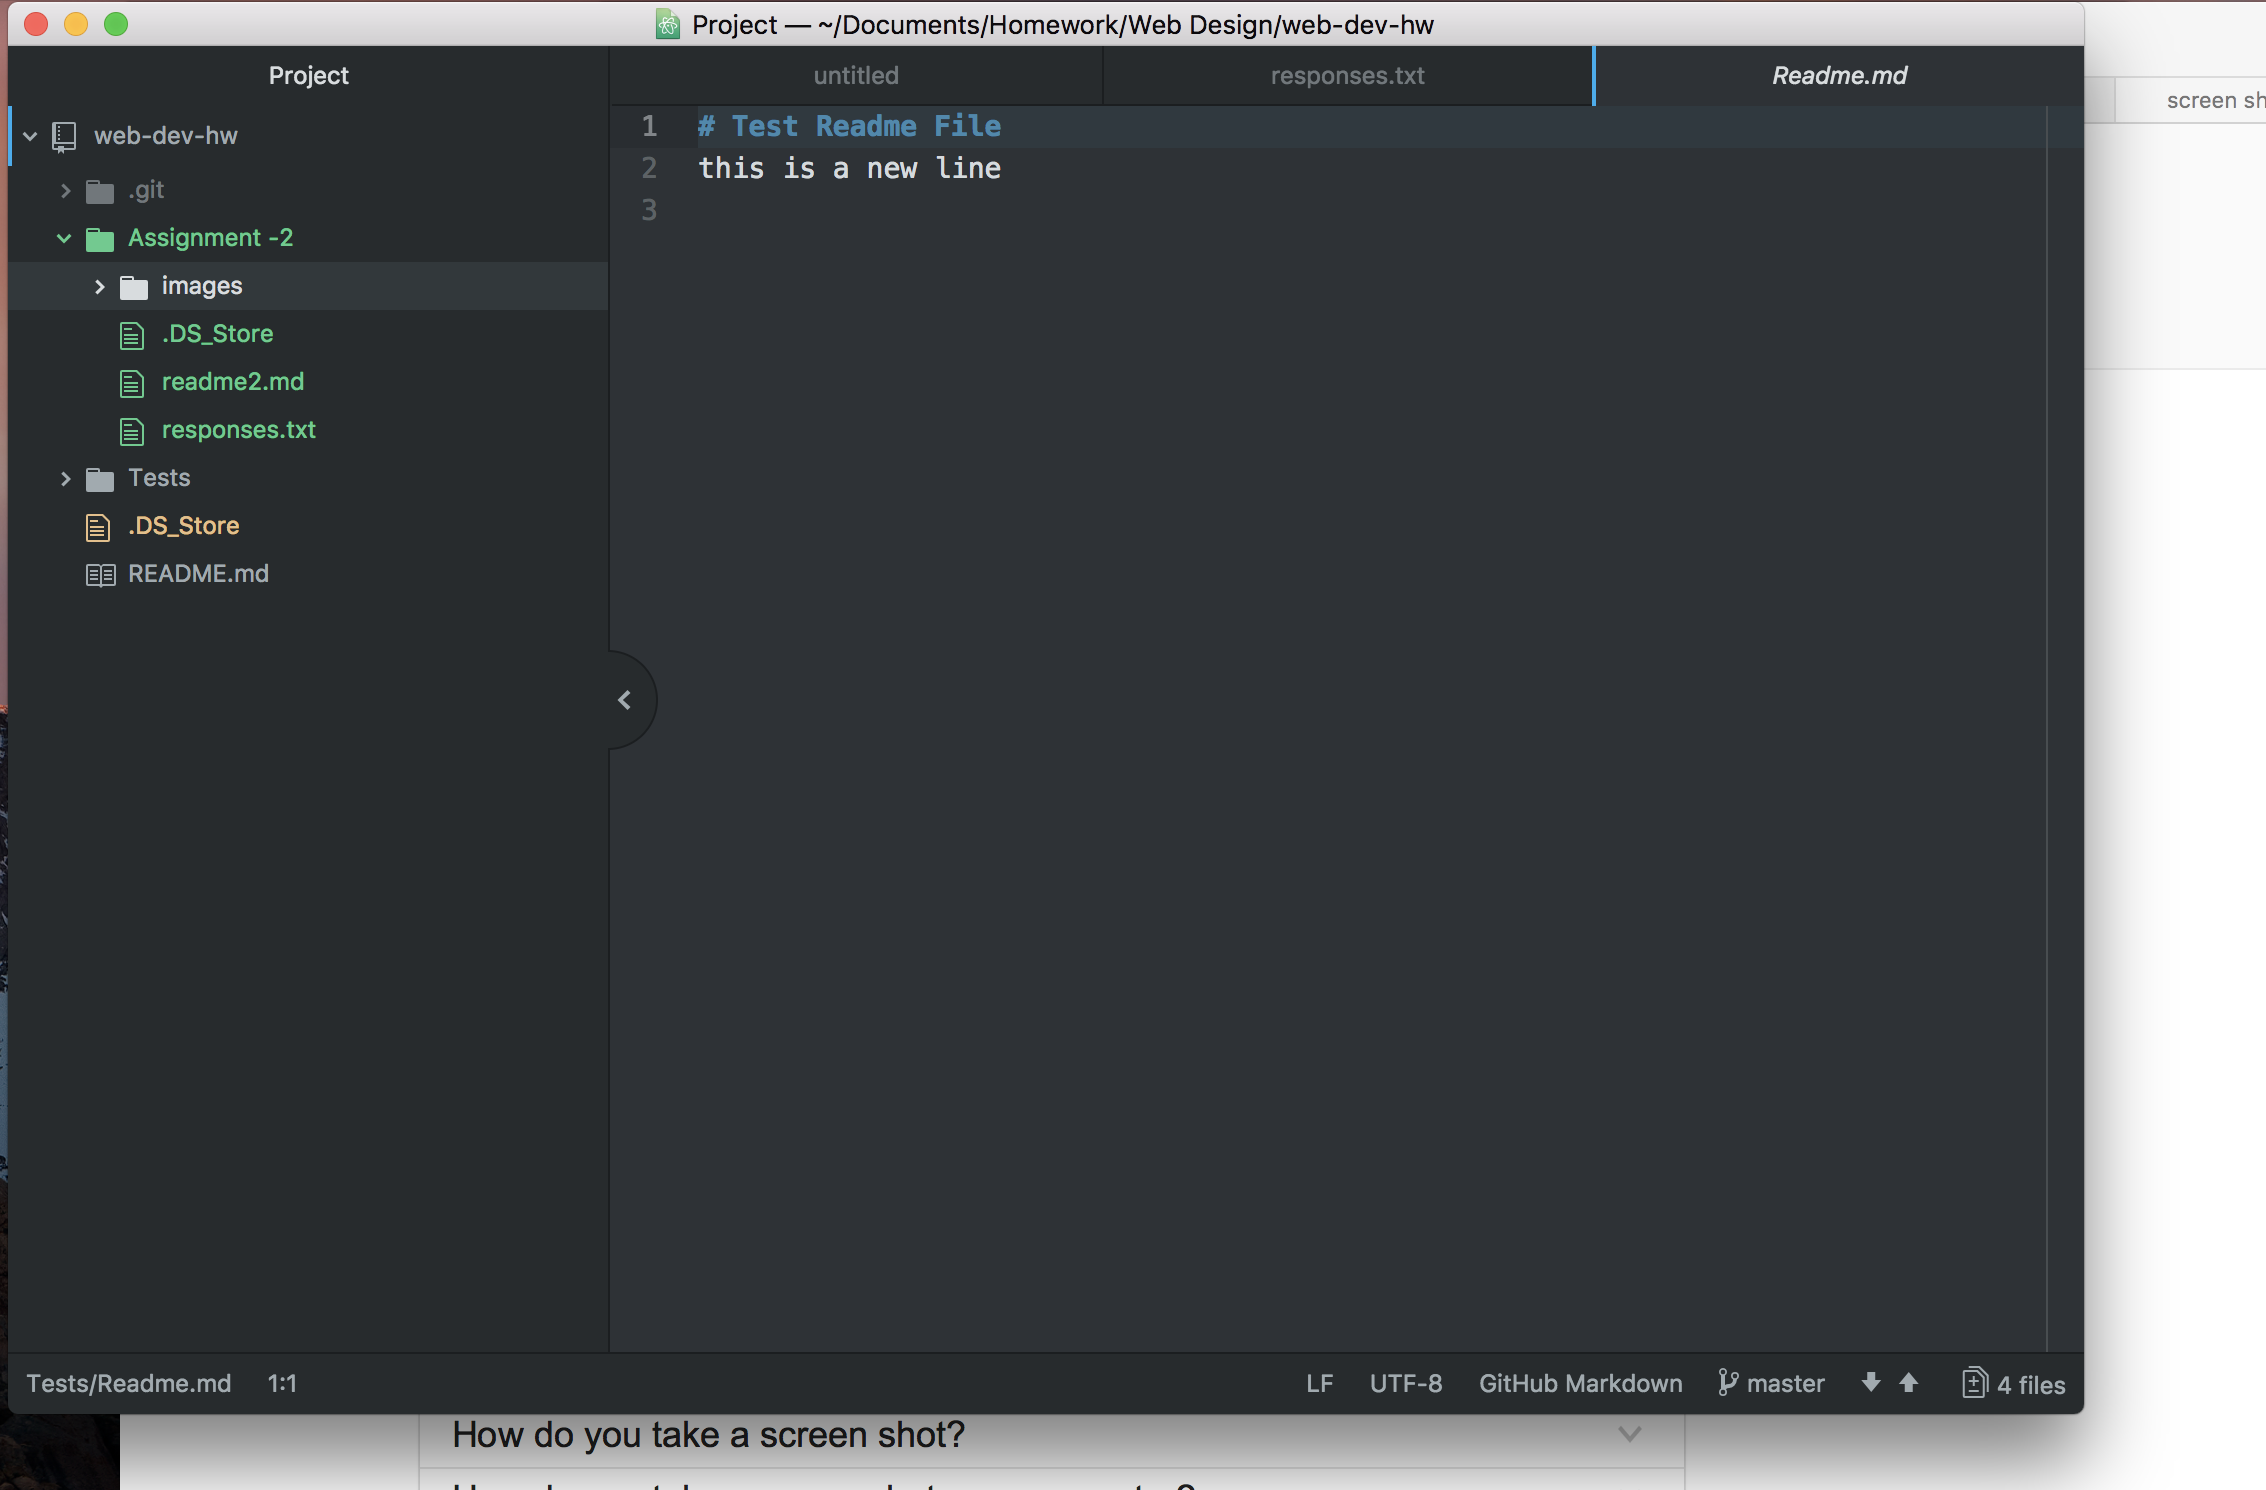 Project — ~/Documents/Homework/Web Design/web-dev-hw
Project
untitled
responses.txt
Readme.md
web-dev-hw
.git
Assignment -2
images
.DS_Store
readme2.md
responses.txt
Tests
.DS_Store
README.md
1 # Test Readme File
2 this is a new line
3
Tests/Readme.md 1:1
LF UTF-8 GitHub Markdown master 4 files
screen
How do you take a screen shot?